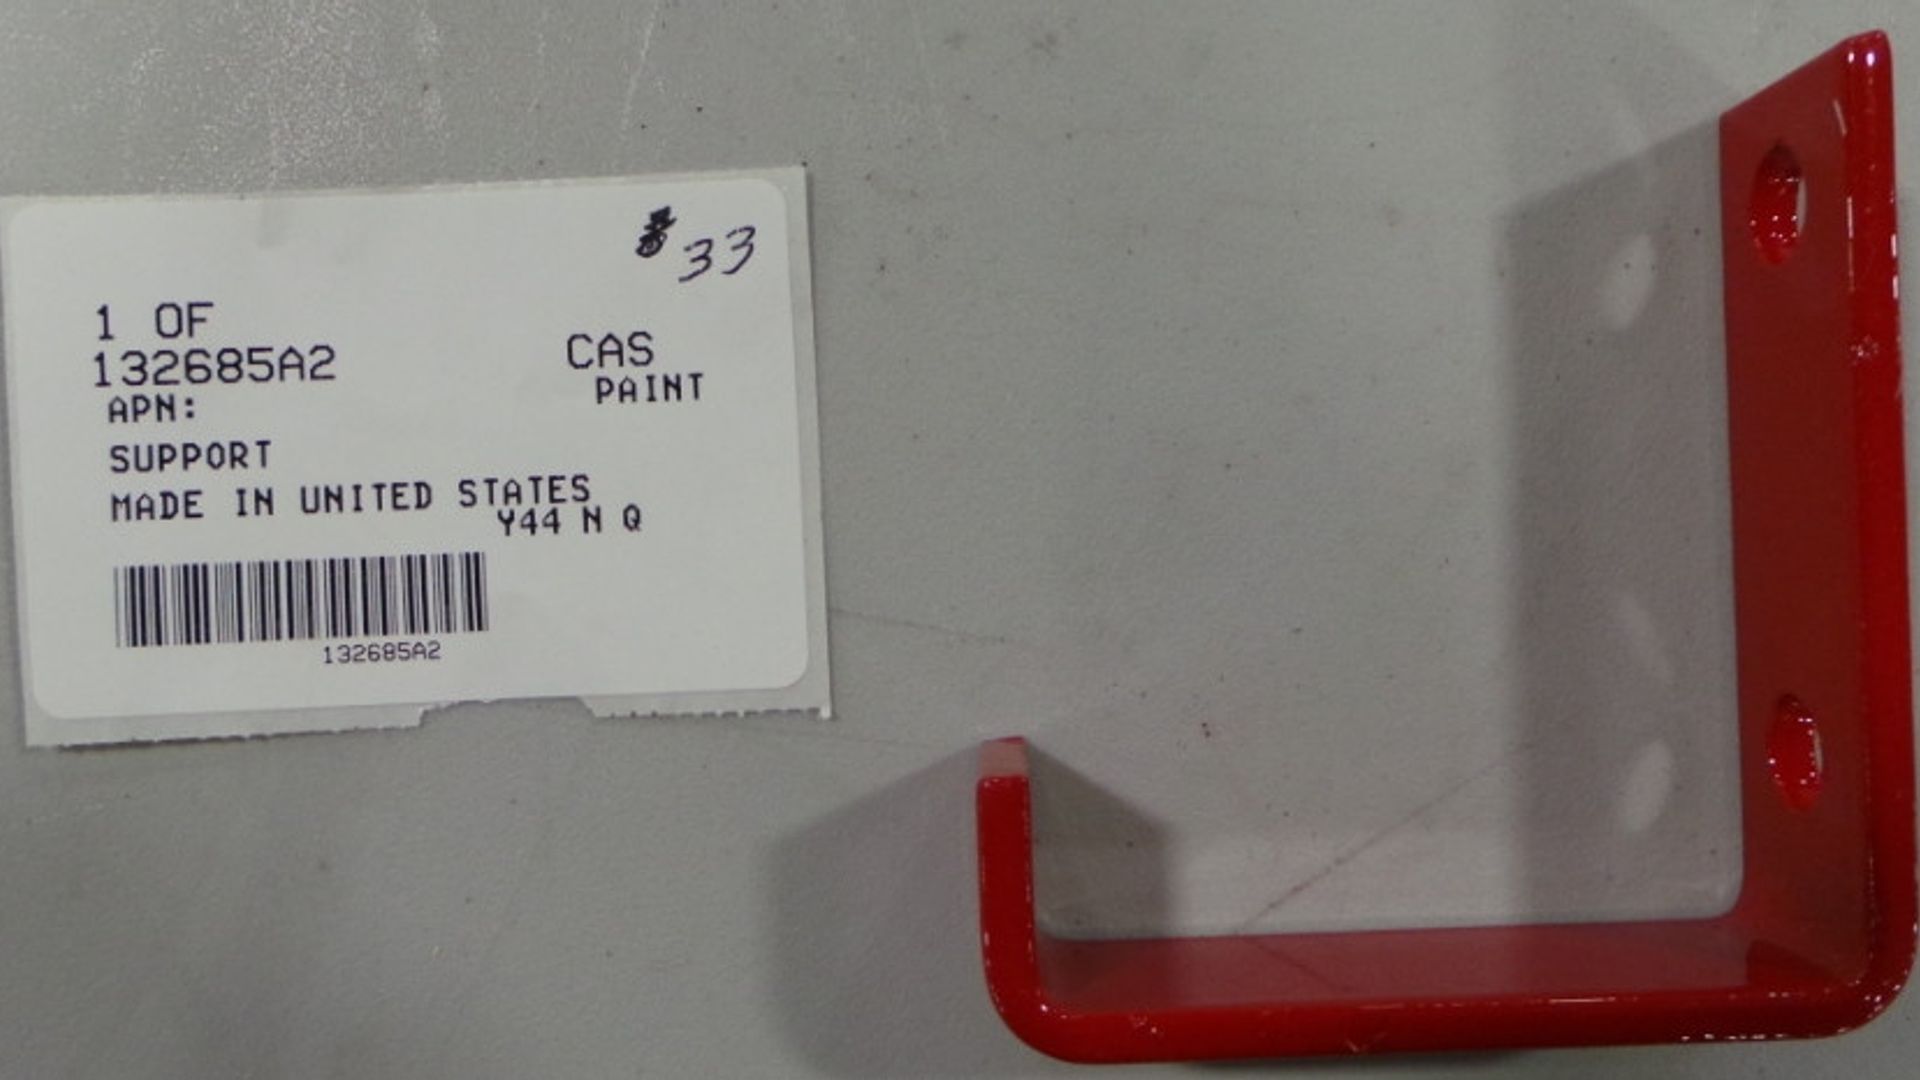 33
1 OF
132685A2 CAS
APN: PAINT
SUPPORT
MADE IN UNITED STATES
Y44 N Q
132685A2